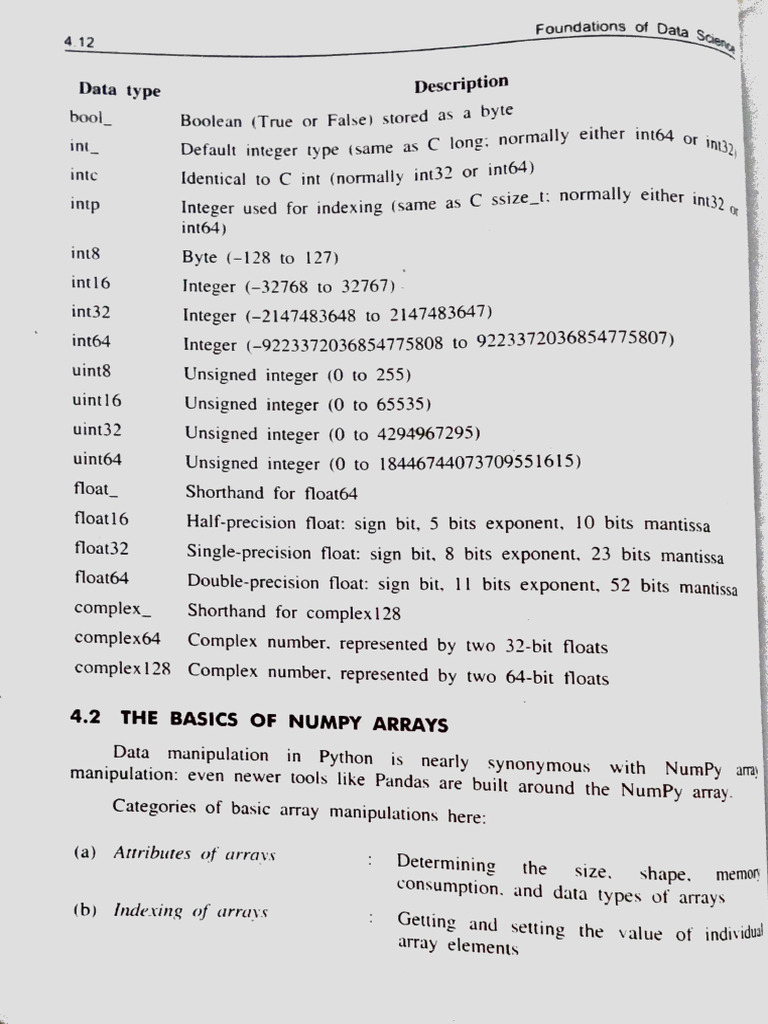 4.12
Foundations of Data Science
Data type Description
bool_ Boolean (True or False) stored as a byte
int_ Default integer type (same as C long; normally either int64 or int32)
intc Identical to C int (normally int32 or int64)
intp Integer used for indexing (same as C ssize_t; normally either int32 or
int64)
int8 Byte (–128 to 127)
int16 Integer (–32768 to 32767)
int32 Integer (–2147483648 to 2147483647)
int64 Integer (–9223372036854775808 to 9223372036854775807)
uint8 Unsigned integer (0 to 255)
uint16 Unsigned integer (0 to 65535)
uint32 Unsigned integer (0 to 4294967295)
uint64 Unsigned integer (0 to 18446744073709551615)
float_ Shorthand for float64
float16 Half-precision float: sign bit, 5 bits exponent, 10 bits mantissa
float32 Single-precision float: sign bit, 8 bits exponent, 23 bits mantissa
float64 Double-precision float: sign bit, 11 bits exponent, 52 bits mantissa
complex_ Shorthand for complex128
complex64 Complex number, represented by two 32-bit floats
complex128 Complex number, represented by two 64-bit floats
4.2 THE BASICS OF NUMPY ARRAYS
Data manipulation in Python is nearly synonymous with NumPy array
manipulation: even newer tools like Pandas are built around the NumPy array.
Categories of basic array manipulations here:
(a) Attributes of arrays : Determining the size, shape, memory
consumption, and data types of arrays
(b) Indexing of arrays : Getting and setting the value of individual
array elements